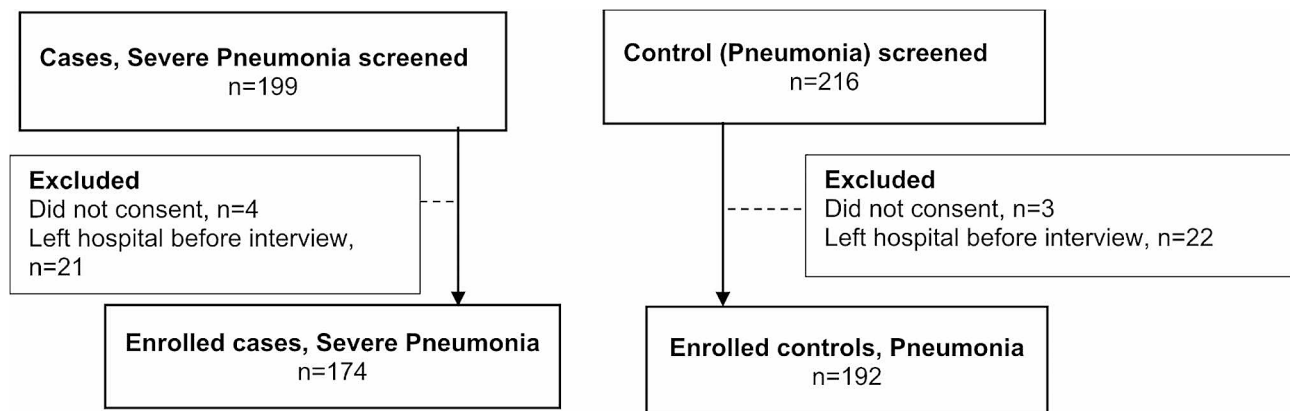 Cases, Severe Pneumonia screened
n=199
Control (Pneumonia) screened
n=216
Excluded
Did not consent, n=4
Left hospital before interview,
n=21
Excluded
Did not consent, n=3
Left hospital before interview, n=22
Enrolled cases, Severe Pneumonia
n=174
Enrolled controls, Pneumonia
n=192